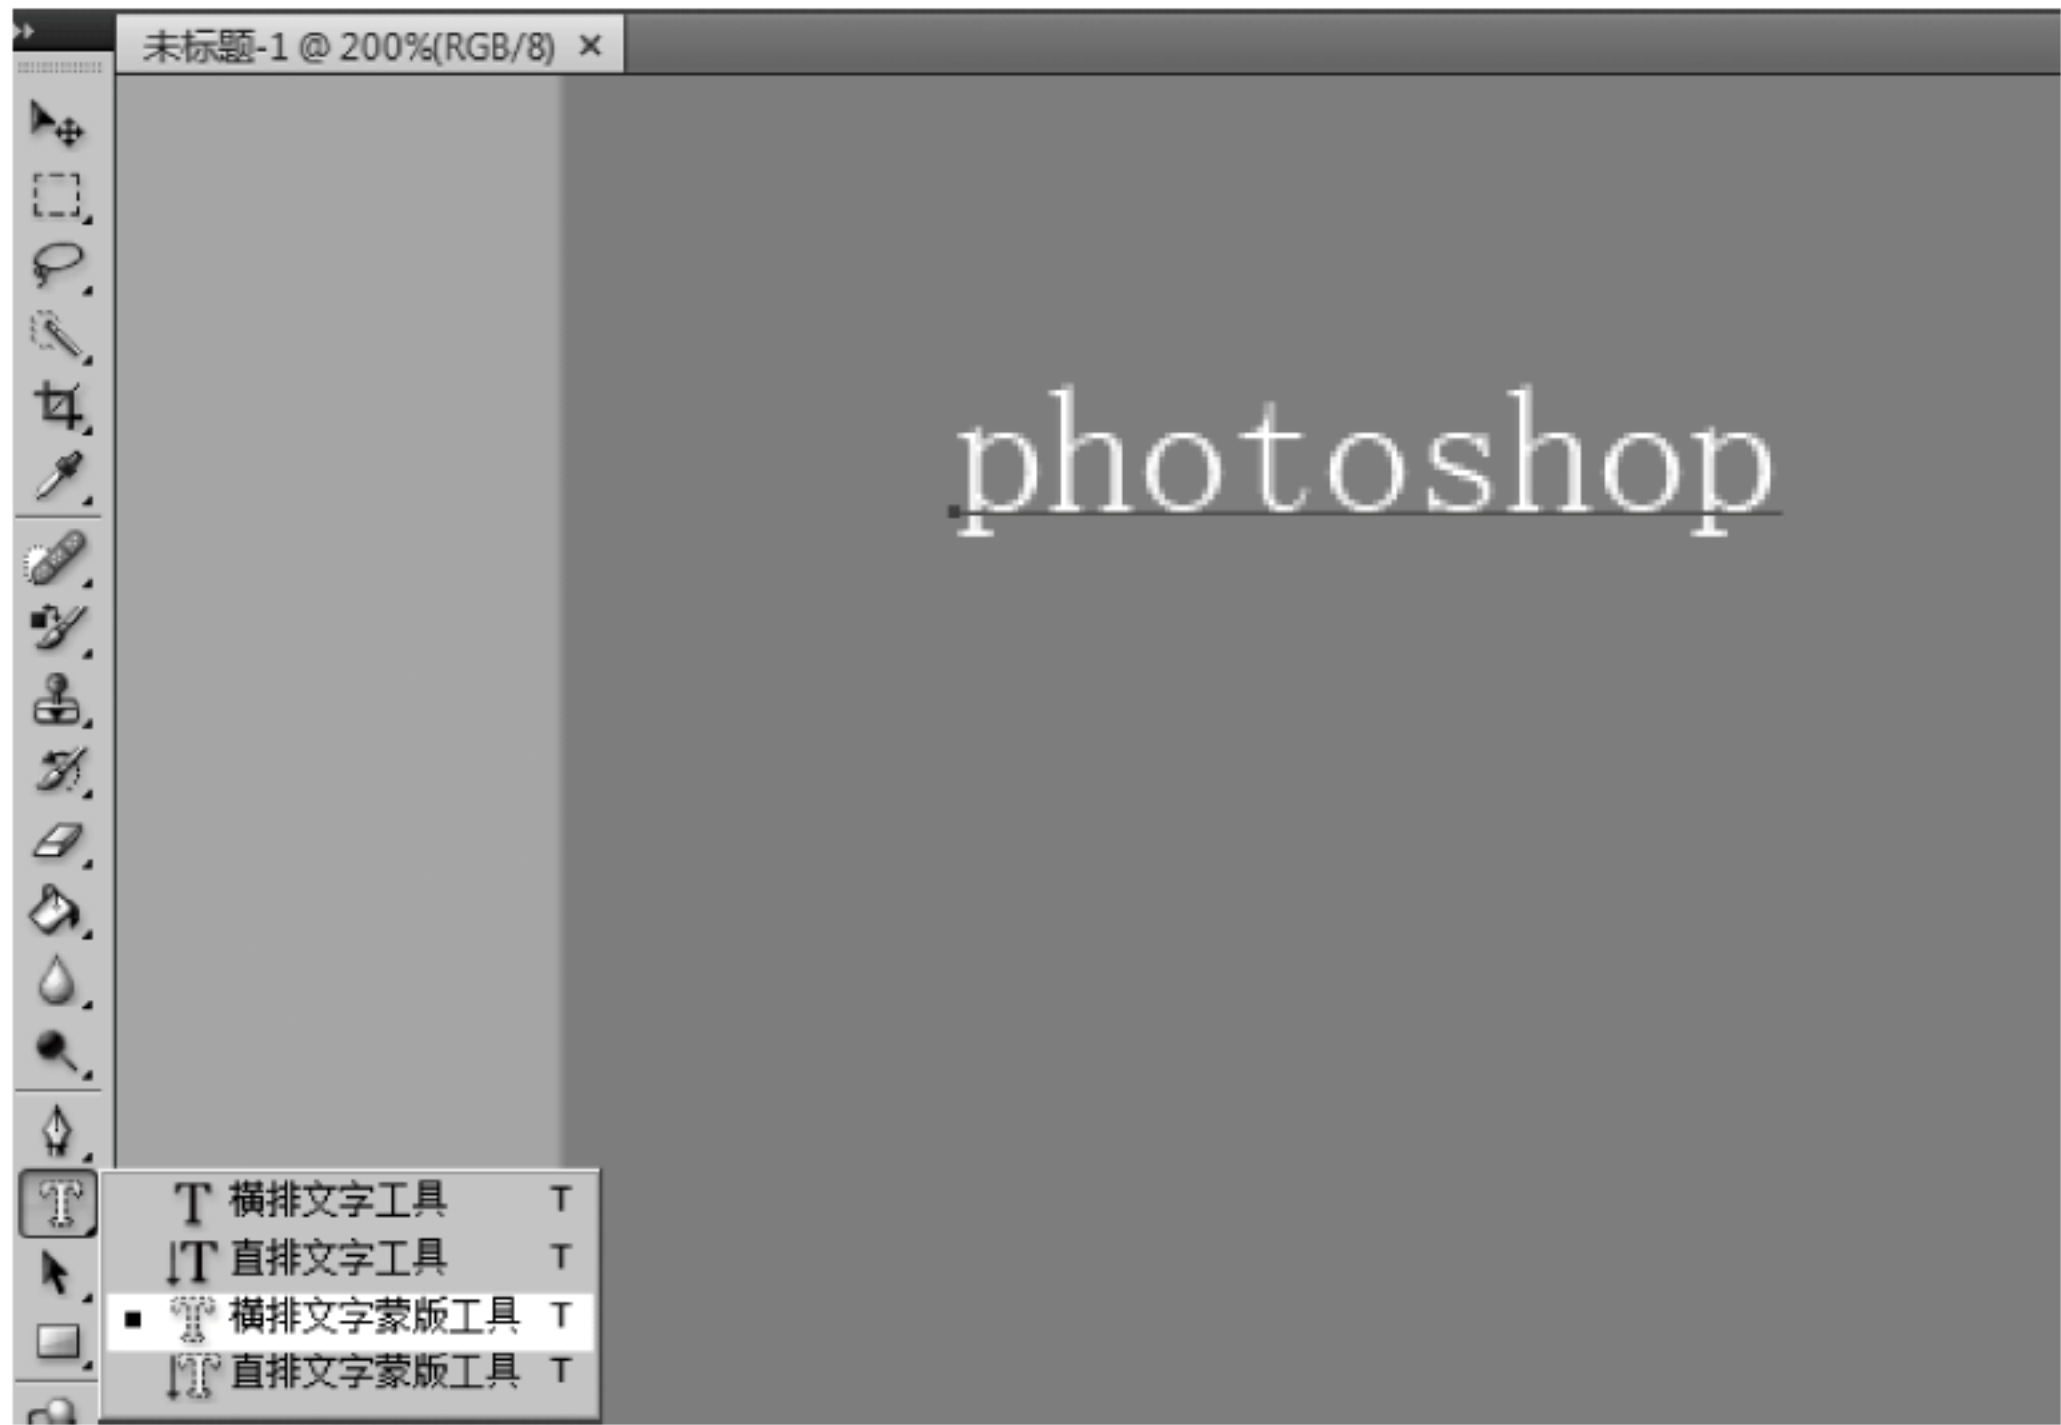 未标题-1 @ 200%(RGB/8) ×
photoshop
T 横排文字工具 T
T 直排文字工具 T
T 横排文字蒙版工具 T
T 直排文字蒙版工具 T